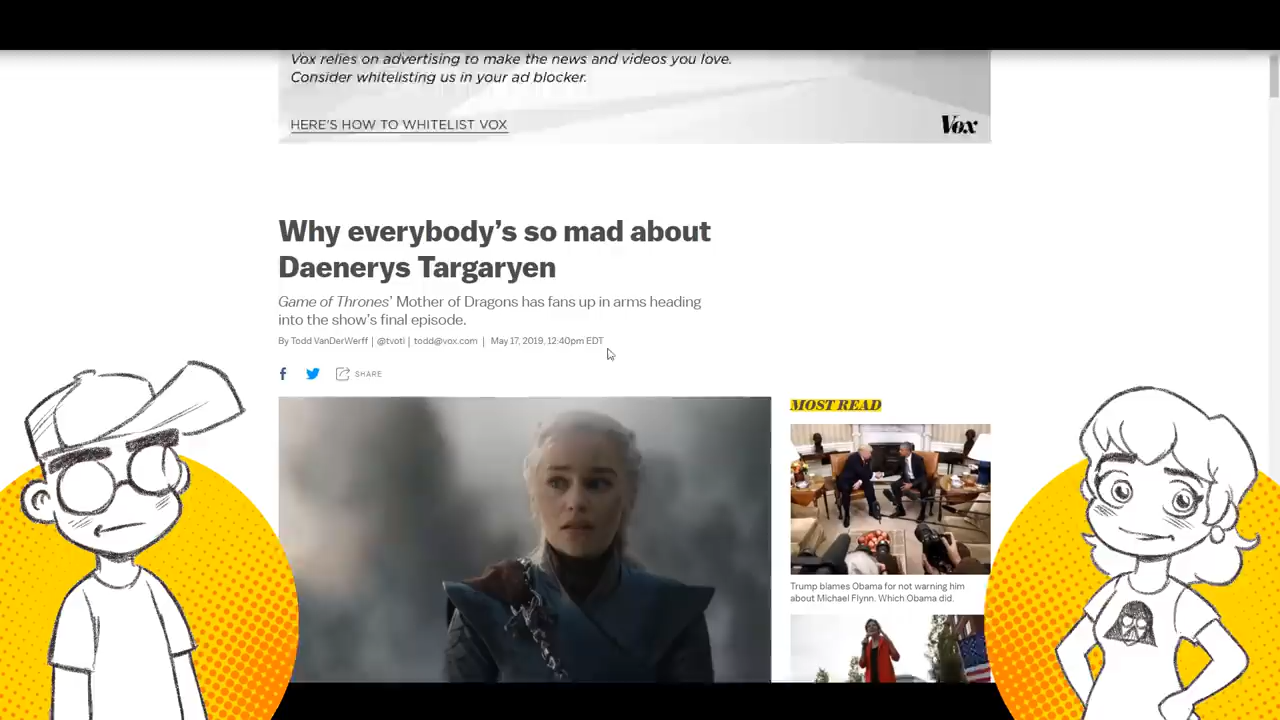 Vox relies on advertising to make the news and videos you love.
Consider whitelisting us in your ad blocker.
HERE'S HOW TO WHITELIST VOX
Vox
Why everybody's so mad about
Daenerys Targaryen
Game of Thrones' Mother of Dragons has fans up in arms heading
into the show's final episode.
By Todd VanDerWerff | @tvoti | todd@vox.com | May 17, 2019, 12:40pm EDT
SHARE
MOST READ
Trump blames Obama for not warning him
about Michael Flynn. Which Obama did.